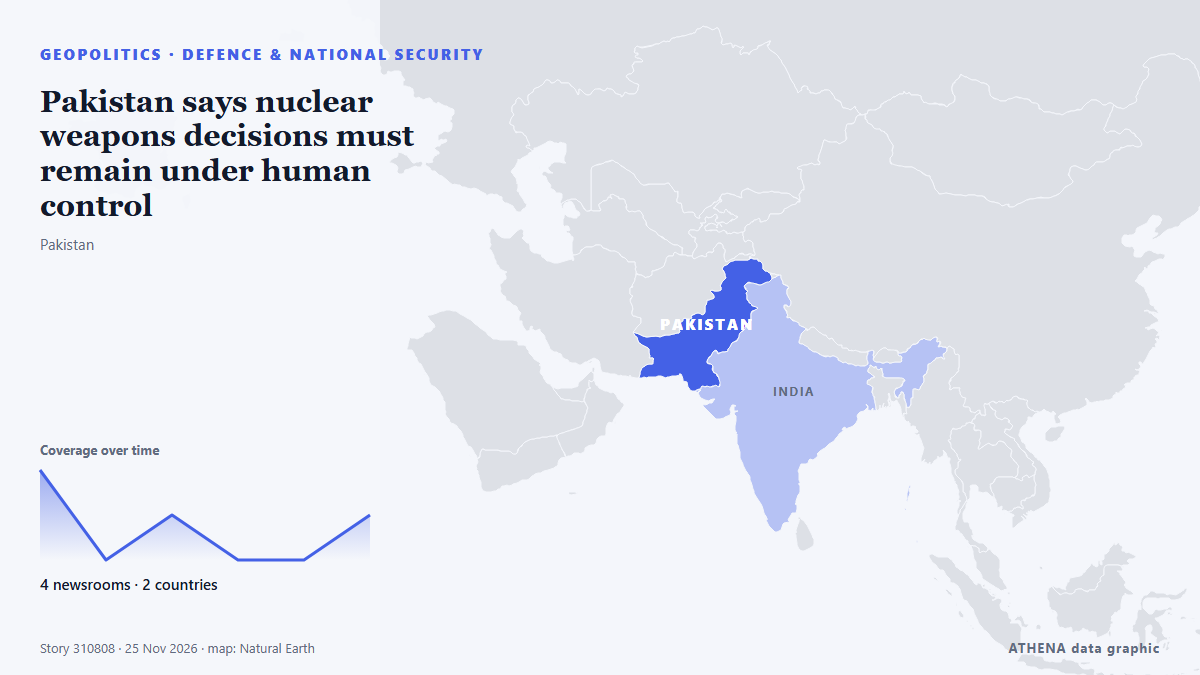 GEOPOLITICS · DEFENCE & NATIONAL SECURITY
Pakistan says nuclear
weapons decisions must
remain under human
control
Pakistan
PAKISTAN
INDIA
Coverage over time
4 newsrooms · 2 countries
Story 310808 · 25 Nov 2026 · map: Natural Earth
ATHENA data graphic